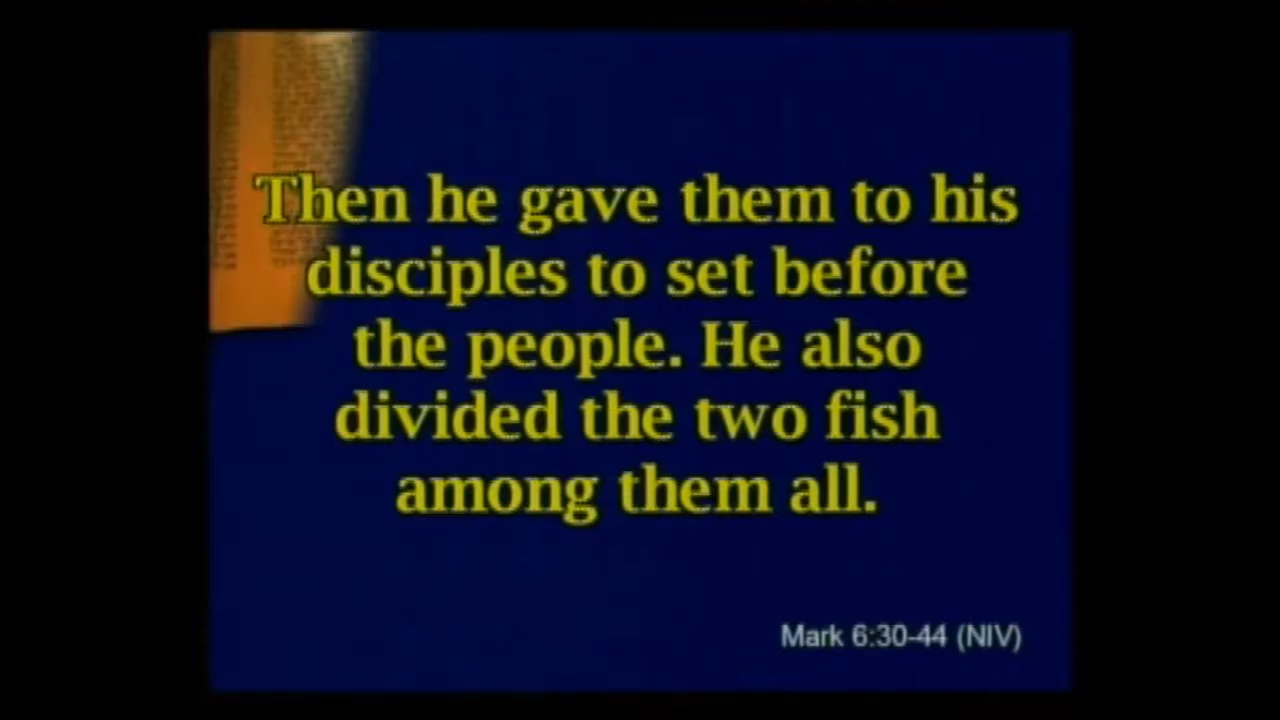 Then he gave them to his
disciples to set before
the people. He also
divided the two fish
among them all.
Mark 6:30-44 (NIV)